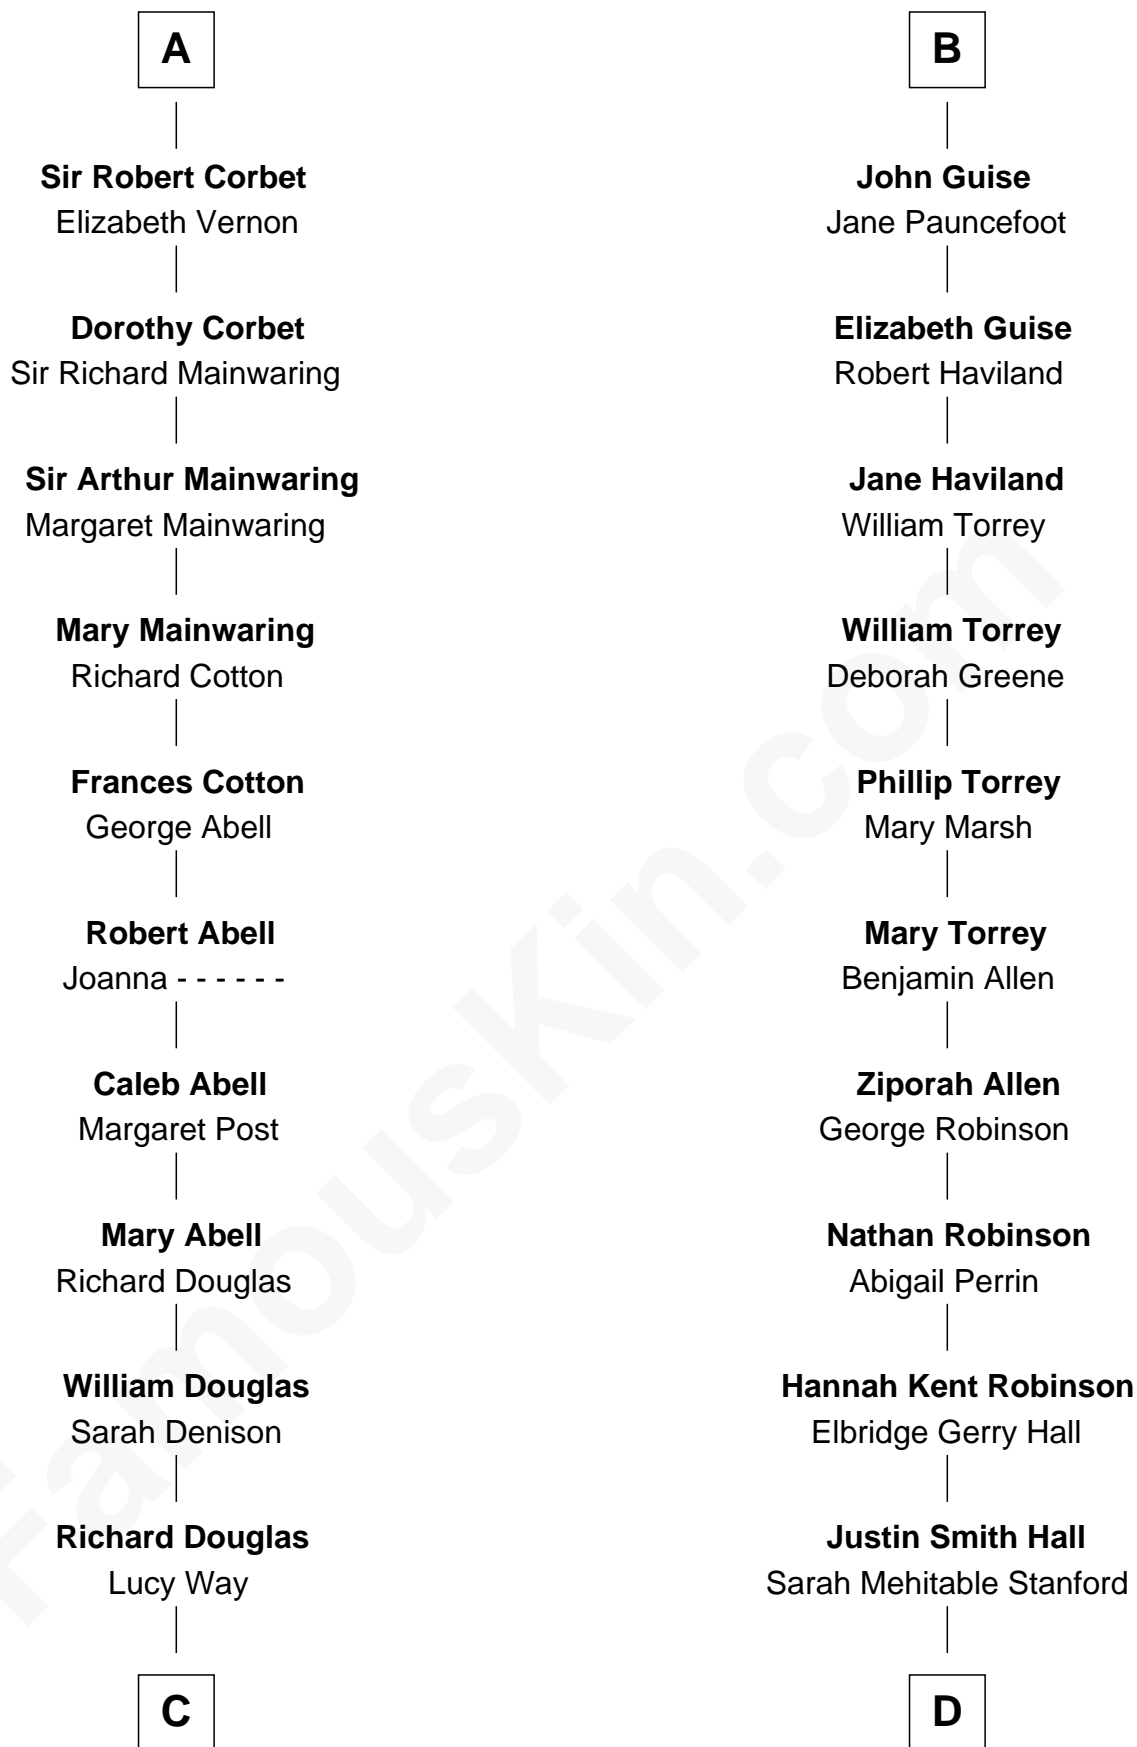 A
Sir Robert Corbet
Elizabeth Vernon
Dorothy Corbet
Sir Richard Mainwaring
Sir Arthur Mainwaring
Margaret Mainwaring
Mary Mainwaring
Richard Cotton
Frances Cotton
George Abell
Robert Abell
Joanna - - - - - -
Caleb Abell
Margaret Post
Mary Abell
Richard Douglas
William Douglas
Sarah Denison
Richard Douglas
Lucy Way
C
B
John Guise
Jane Pauncefoot
Elizabeth Guise
Robert Haviland
Jane Haviland
William Torrey
William Torrey
Deborah Greene
Phillip Torrey
Mary Marsh
Mary Torrey
Benjamin Allen
Ziporah Allen
George Robinson
Nathan Robinson
Abigail Perrin
Hannah Kent Robinson
Elbridge Gerry Hall
Justin Smith Hall
Sarah Mehitable Stanford
D
FamousKin.com